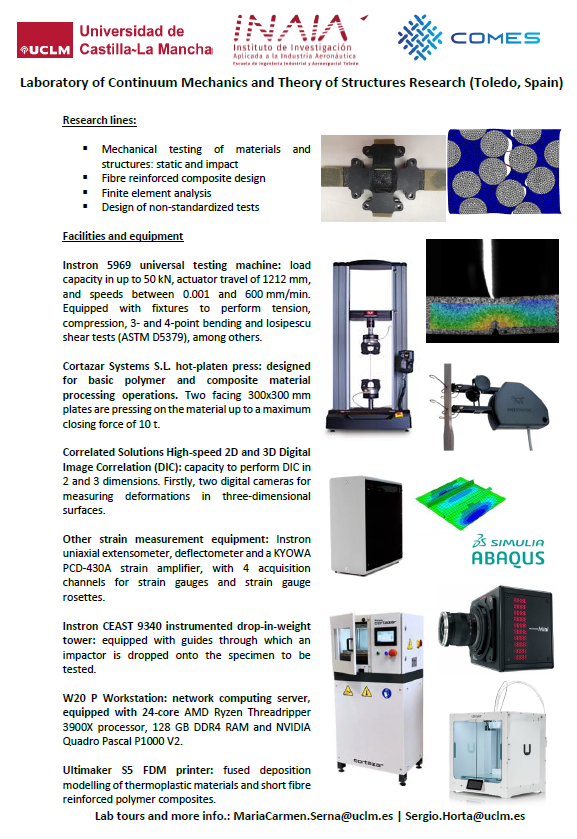 UCLM
Universidad de
Castilla-La Mancha
INAIA
Instituto de Investigación
Aplicada a la Industria Aeronáutica
Escuela de Ingeniería Industrial y Aeroespacial Toledo
COMES
Laboratory of Continuum Mechanics and Theory of Structures Research (Toledo, Spain)
Research lines:
▪ Mechanical testing of materials and
structures: static and impact
▪ Fibre reinforced composite design
▪ Finite element analysis
▪ Design of non-standardized tests
Facilities and equipment
Instron 5969 universal testing machine: load
capacity in up to 50 kN, actuator travel of 1212 mm,
and speeds between 0.001 and 600 mm/min.
Equipped with fixtures to perform tension,
compression, 3- and 4-point bending and Iosipescu
shear tests (ASTM D5379), among others.
Cortazar Systems S.L. hot-platen press: designed
for basic polymer and composite material
processing operations. Two facing 300x300 mm
plates are pressing on the material up to a maximum
closing force of 10 t.
Correlated Solutions High-speed 2D and 3D Digital
Image Correlation (DIC): capacity to perform DIC in
2 and 3 dimensions. Firstly, two digital cameras for
measuring deformations in three-dimensional
surfaces.
Other strain measurement equipment: Instron
uniaxial extensometer, deflectometer and a KYOWA
PCD-430A strain amplifier, with 4 acquisition
channels for strain gauges and strain gauge
rosettes.
Instron CEAST 9340 instrumented drop-in-weight
tower: equipped with guides through which an
impactor is dropped onto the specimen to be
tested.
W20 P Workstation: network computing server,
equipped with 24-core AMD Ryzen Threadripper
3900X processor, 128 GB DDR4 RAM and NVIDIA
Quadro Pascal P1000 V2.
Ultimaker S5 FDM printer: fused deposition
modelling of thermoplastic materials and short fibre
reinforced polymer composites.
SIMULIA
ABAQUS
Mini
cortazar
cortazar
U
Lab tours and more info.: MariaCarmen.Serna@uclm.es | Sergio.Horta@uclm.es